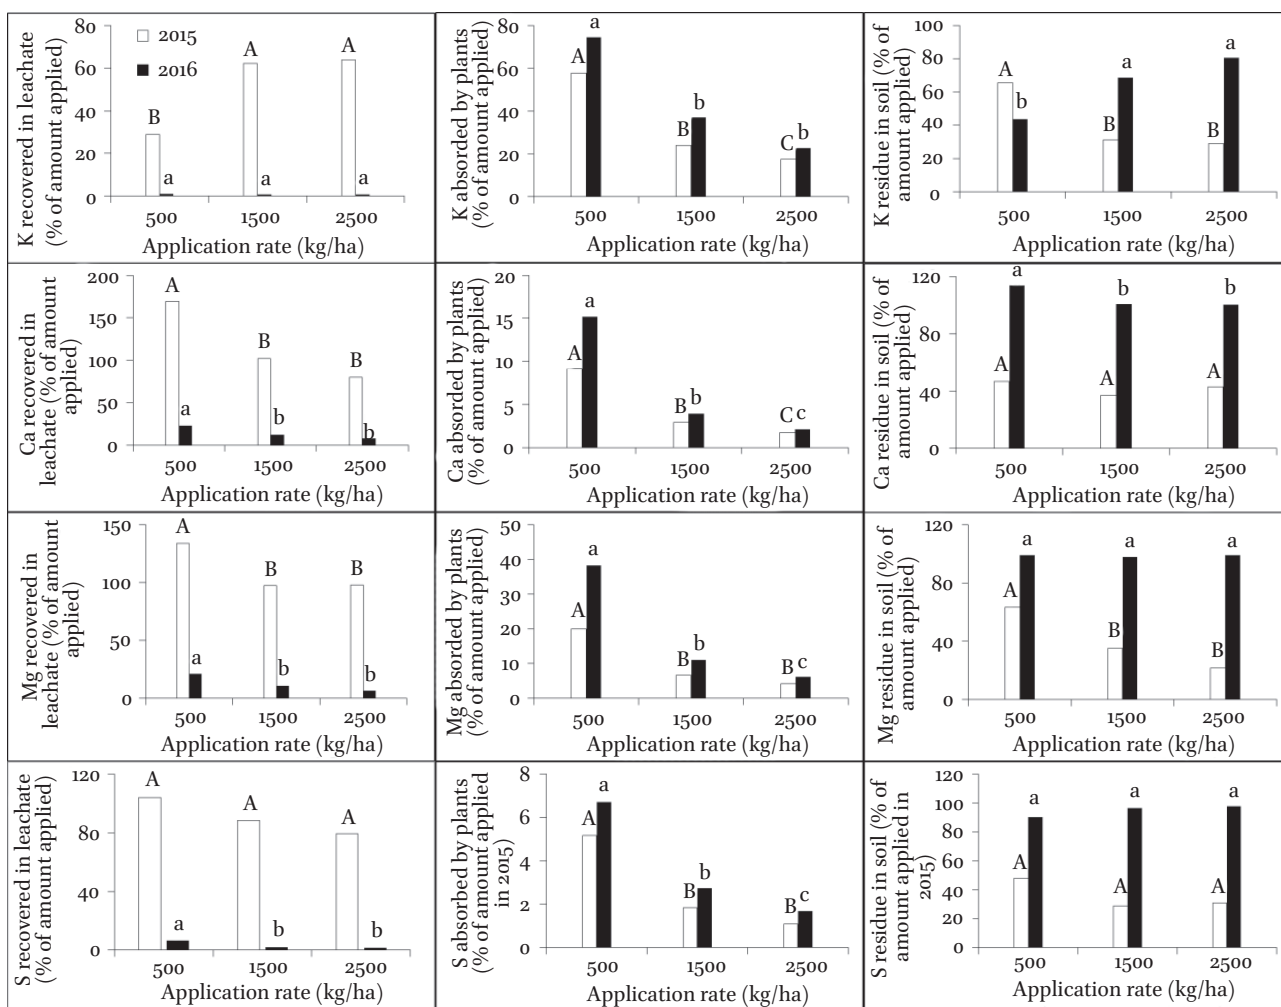 K recovered in leachate
(% of amount applied)
80
60
40
20
0
2015
2016
B
a
A
a
A
a
500
1500
2500
Application rate (kg/ha)
K absorded by plants
(% of amount applied)
80
60
40
20
0
A
a
B
b
C
b
500
1500
2500
Application rate (kg/ha)
K residue in soil (% of
amount applied)
100
80
60
40
20
0
A
b
B
a
B
a
500
1500
2500
Application rate (kg/ha)
Ca recovered in
leachate (% of amount
applied)
200
150
100
50
0
A
a
B
b
B
b
500
1500
2500
Application rate (kg/ha)
Ca absorded by plants
(% of amount applied)
20
15
10
5
0
A
a
B
b
C
c
500
1500
2500
Application rate (kg/ha)
Ca residue in soil (% of
amount applied)
120
80
40
0
A
a
A
b
A
b
500
1500
2500
Application rate (kg/ha)
Mg recovered in
leachate (% of amount
applied)
150
100
50
0
A
a
B
b
B
b
500
1500
2500
Application rate (kg/ha)
Mg absorded by plants
(% of amount applied)
50
40
30
20
10
0
A
a
B
b
B
c
500
1500
2500
Application rate (kg/ha)
Mg residue in soil (% of
amount applied)
120
80
40
0
A
a
B
a
B
a
500
1500
2500
Application rate (kg/ha)
S recovered in leachate
(% of amount applied)
120
80
40
0
A
a
A
b
A
b
500
1500
2500
Application rate (kg/ha)
S absorbed by plants
(% of amount applied
in 2015)
8
6
4
2
0
A
a
B
b
B
c
500
1500
2500
Application rate (kg/ha)
S residue in soil (% of
amount applied in
2015)
120
100
80
60
40
20
0
A
a
A
a
A
a
500
1500
2500
Application rate (kg/ha)